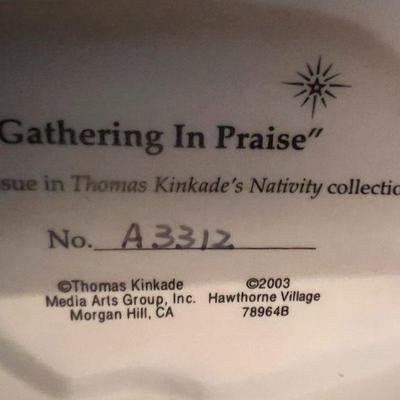 Gathering In Praise"
sue in Thomas Kinkade's Nativity collectio
No. A3312
©Thomas Kinkade
Media Arts Group, Inc.
Morgan Hill, CA
©2003
Hawthorne Village
78964B